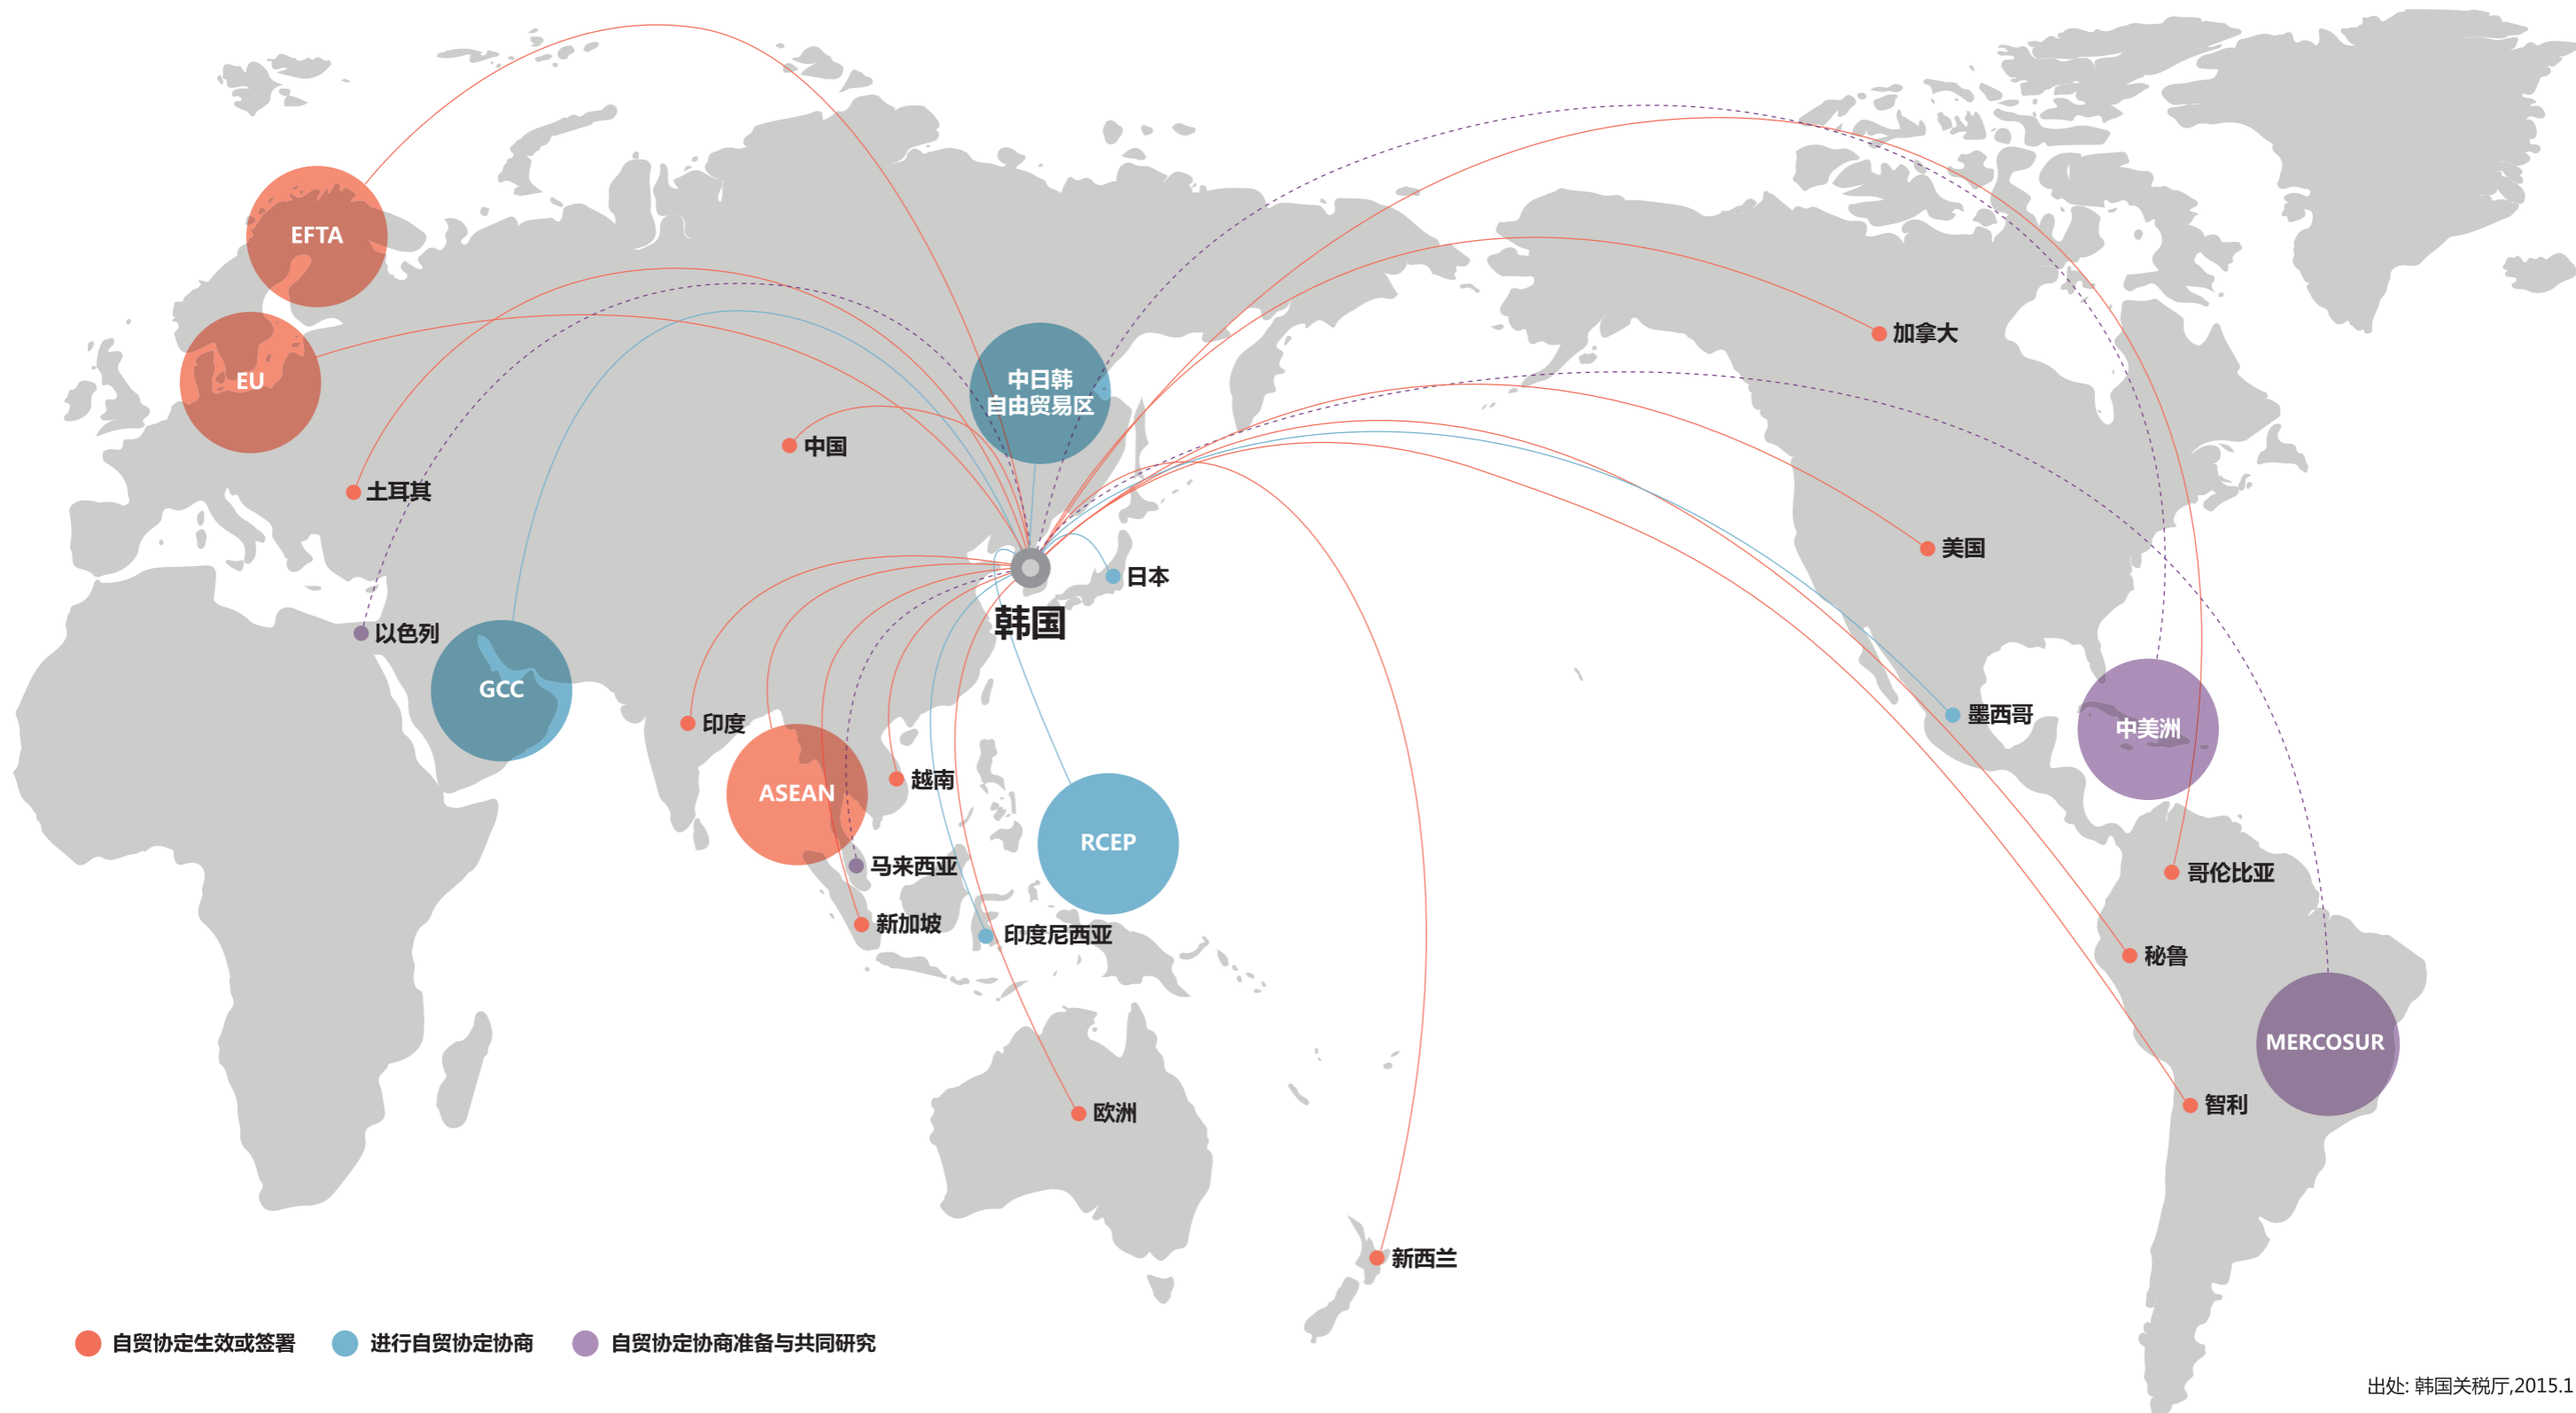 EFTA
EU
中日韩
自由贸易区
加拿大
中国
土耳其
美国
日本
韩国
以色列
GCC
印度
墨西哥
中美洲
越南
ASEAN
RCEP
马来西亚
哥伦比亚
新加坡
印度尼西亚
秘鲁
MERCOSUR
欧洲
智利
新西兰
自贸协定生效或签署
进行自贸协定协商
自贸协定协商准备与共同研究
出处: 韩国关税厅,2015.1